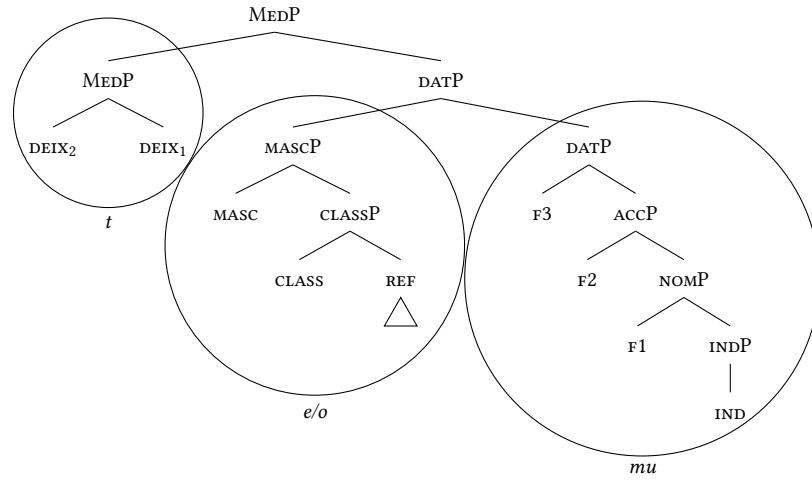 MEDP
MEDP DATP
DEIX2 DEIX1 MASCP DATP
t MASC CLASSP F3 ACCP
CLASS REF F2 NOMP
F1 INDP
e/o IND
mu